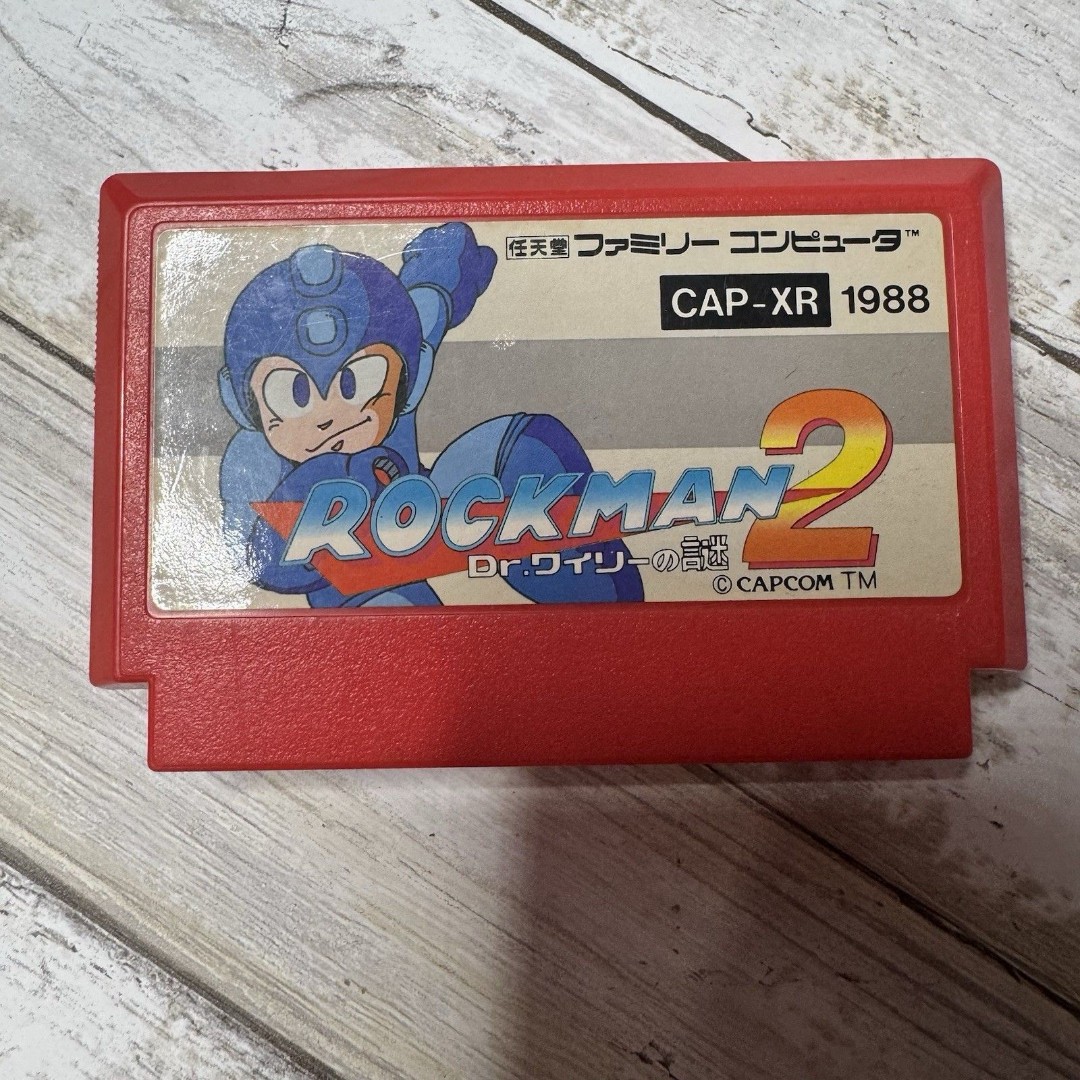 任天堂 ファミリー コンピュータ™
CAP-XR 1988
ROCKMAN 2
Dr.ワイリーの謎
© CAPCOM TM